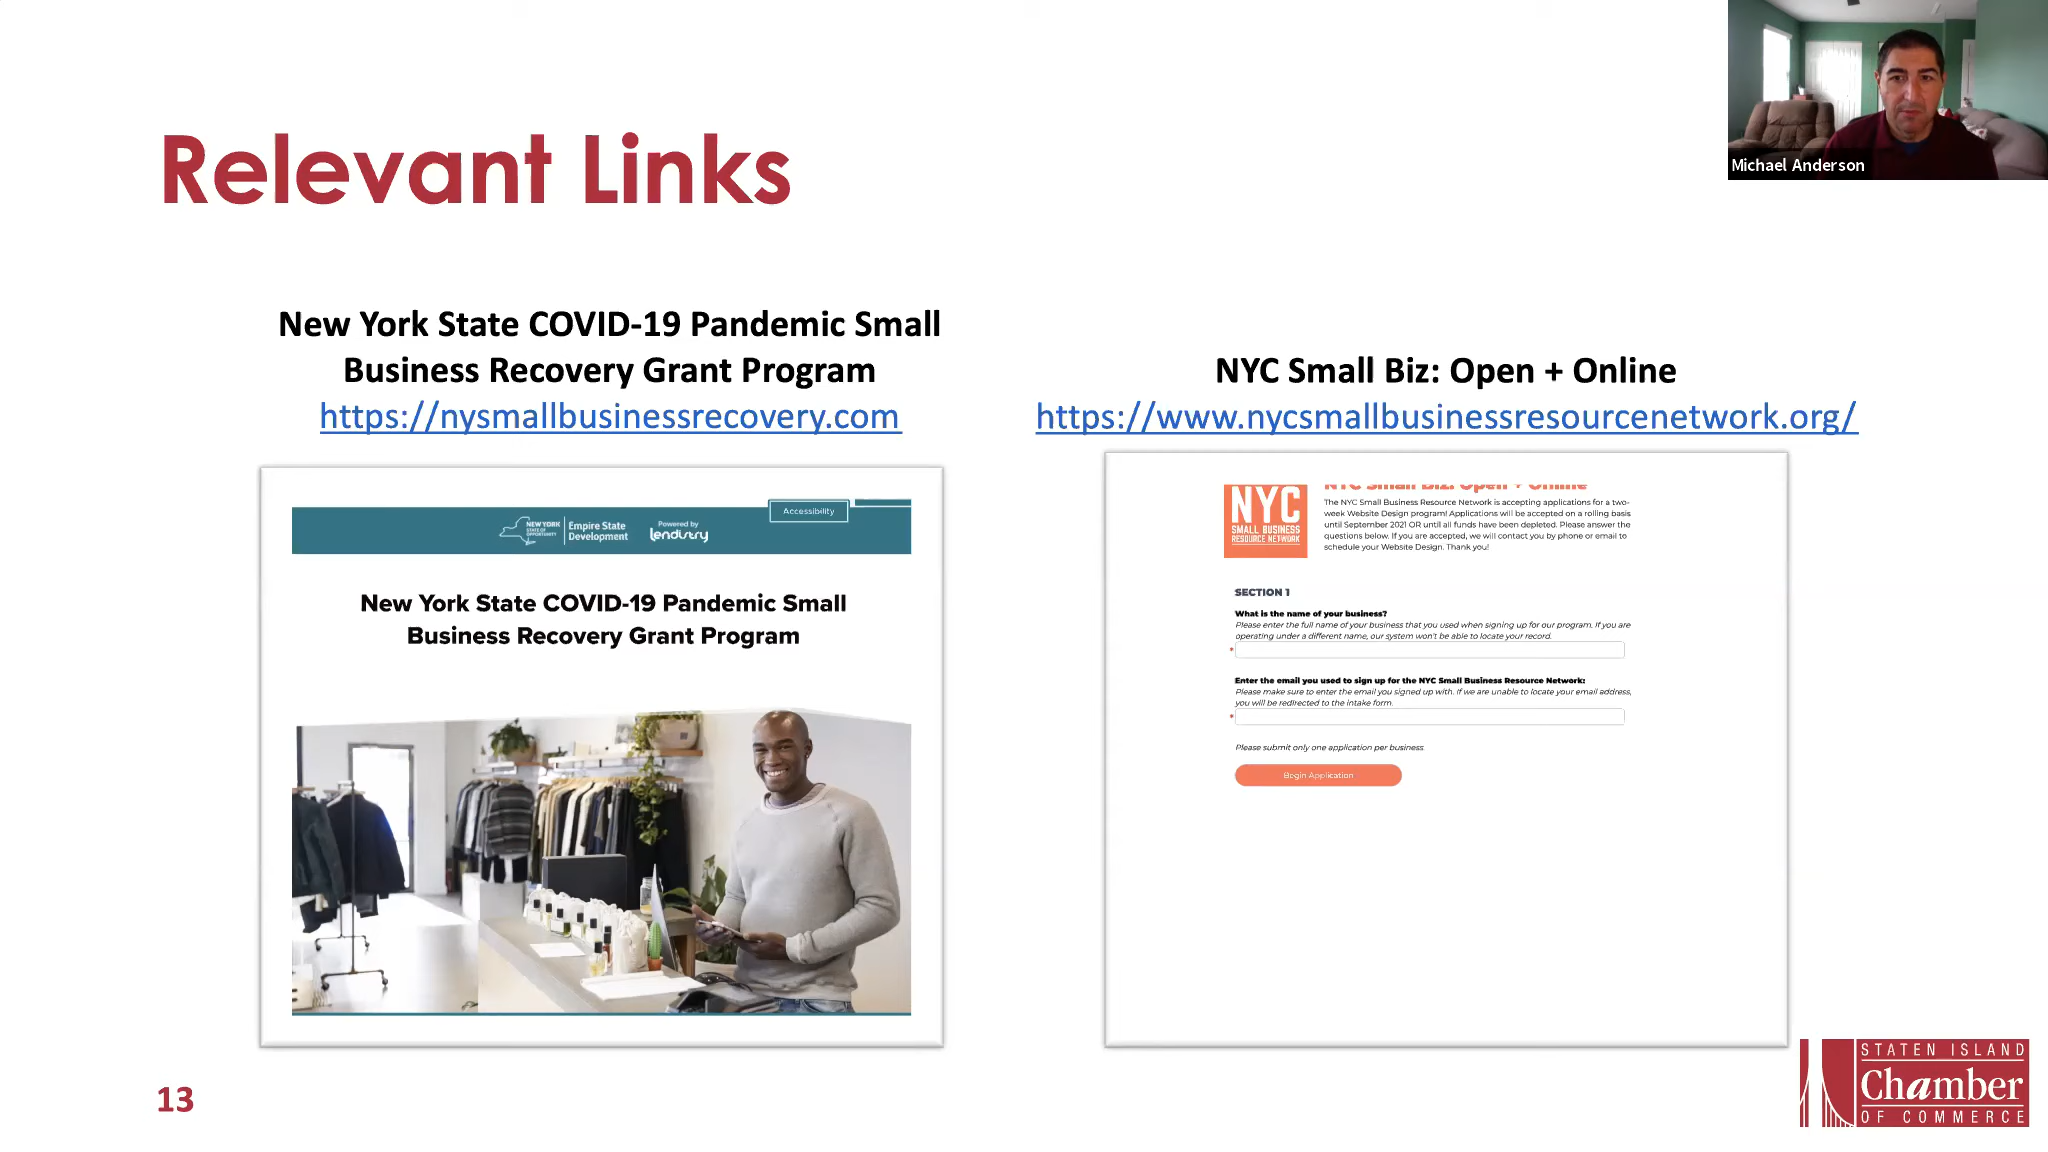 Michael Anderson
Relevant Links
New York State COVID-19 Pandemic Small
Business Recovery Grant Program
https://nysmallbusinessrecovery.com
NYC Small Biz: Open + Online
https://www.nycsmallbusinessresourcenetwork.org/
Accessibility
NEW YORK
STATE OF
OPPORTUNITY
Empire State
Development
Powered by
lendistry
New York State COVID-19 Pandemic Small
Business Recovery Grant Program
NYC
SMALL BUSINESS
RESOURCE NETWORK
NYC Small Biz: Open + Online
The NYC Small Business Resource Network is accepting applications for a two-
week Website Design program! Applications will be accepted on a rolling basis
until September 2021 OR until all funds have been depleted. Please answer the
questions below. If you are accepted, we will contact you by phone or email to
schedule your Website Design. Thank you!
SECTION 1
What is the name of your business?
Please enter the full name of your business that you used when signing up for our program. If you are
operating under a different name, our system won't be able to locate your record.
*
Enter the email you used to sign up for the NYC Small Business Resource Network:
Please make sure to enter the email you signed up with. If we are unable to locate your email address,
you will be redirected to the intake form.
*
Please submit only one application per business.
Begin Application
13
STATEN ISLAND
Chamber
OF COMMERCE